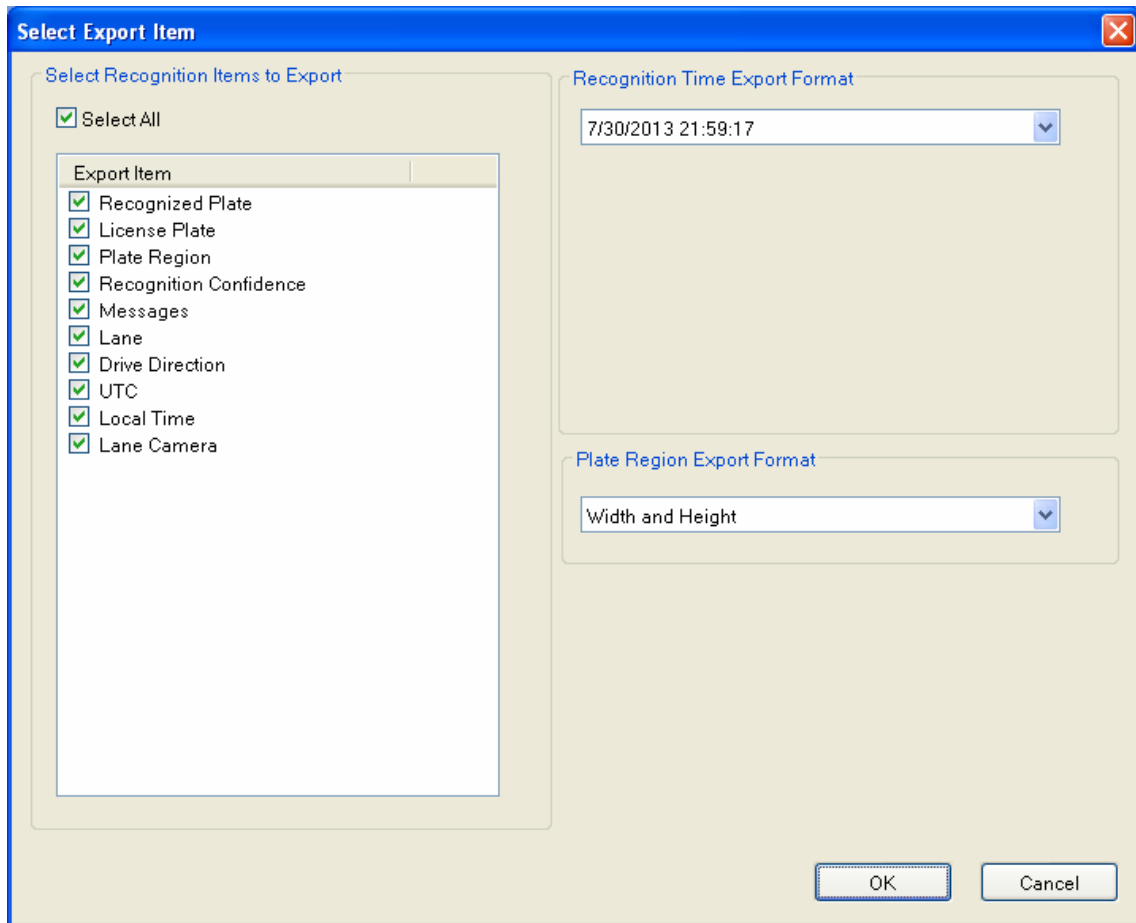 Select Export Item
Select Recognition Items to Export
Select All
Export Item
Recognized Plate
License Plate
Plate Region
Recognition Confidence
Messages
Lane
Drive Direction
UTC
Local Time
Lane Camera
Recognition Time Export Format
7/30/2013 21:59:17
Plate Region Export Format
Width and Height
OK
Cancel